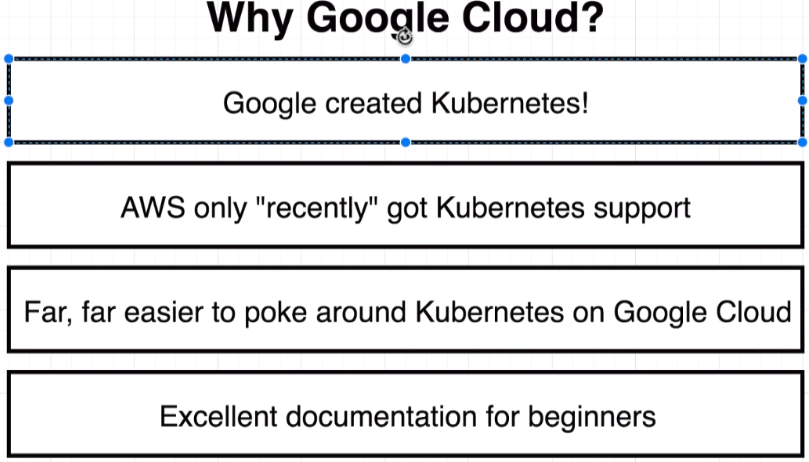 Why Google Cloud?
Google created Kubernetes!
AWS only "recently" got Kubernetes support
Far, far easier to poke around Kubernetes on Google Cloud
Excellent documentation for beginners